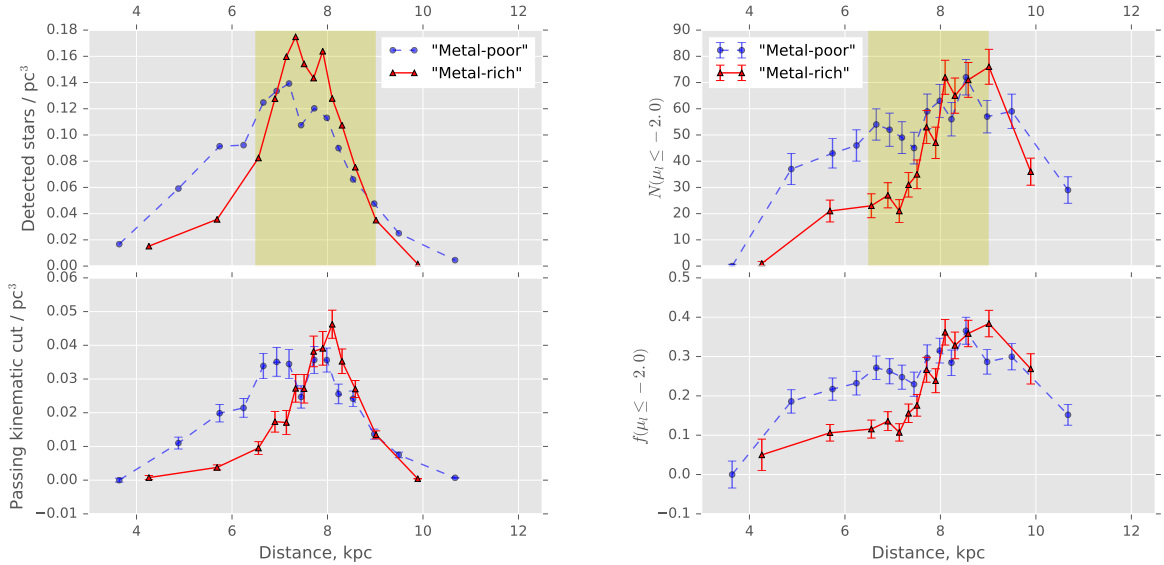 4 6 8 10 12
0.18
0.16
0.14
0.12
0.10
0.08
0.06
0.04
0.02
0.00
Detected stars / pc³
"Metal-poor"
"Metal-rich"
0.06
0.05
0.04
0.03
0.02
0.01
0.00
−0.01
Passing kinematic cut / pc³
4 6 8 10 12
Distance, kpc
4 6 8 10 12
90
80
70
60
50
40
30
20
10
0
N(μ_l ≤ −2.0)
"Metal-poor"
"Metal-rich"
0.4
0.3
0.2
0.1
0.0
−0.1
f(μ_l ≤ −2.0)
4 6 8 10 12
Distance, kpc